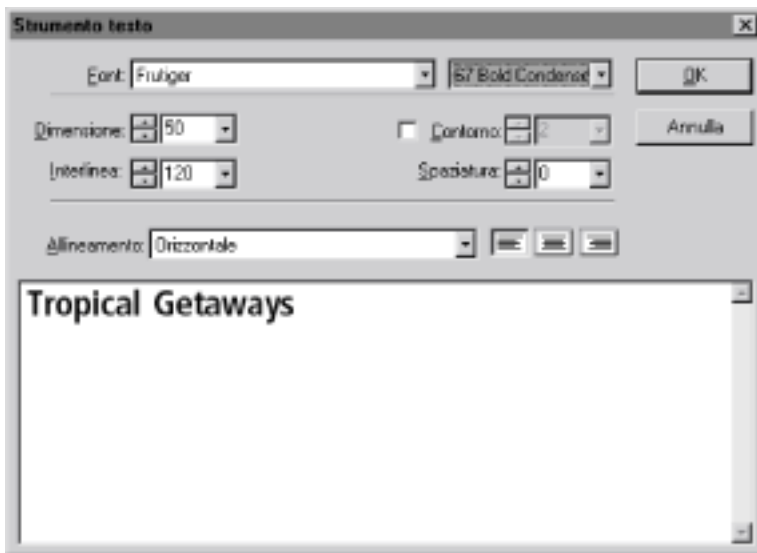 Strumento testo
Font: Frutiger 67 Bold Condense OK
Dimensione: 50 Contorno: 2 Annulla
Interlinea: 120 Spaziatura: 0
Allineamento: Orizzontale
Tropical Getaways